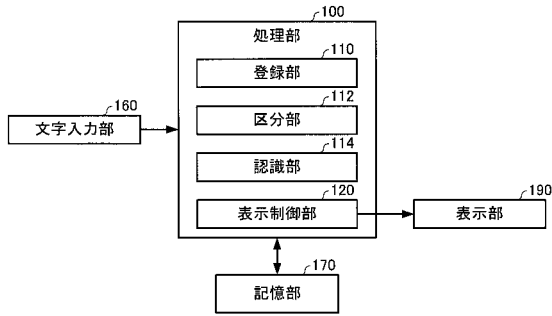 100
処理部
110
登録部
160
文字入力部
112
区分部
114
認識部
120
表示制御部
190
表示部
170
記憶部